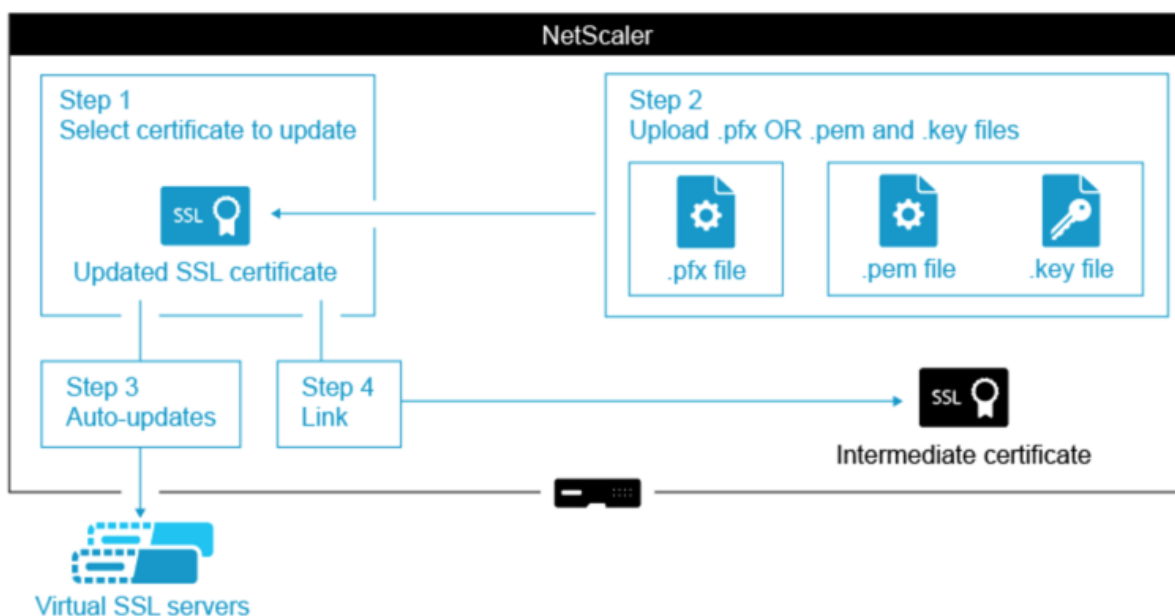 NetScaler
Step 1
Select certificate to update
SSL
Updated SSL certificate
Step 2
Upload .pfx OR .pem and .key files
.pfx file
.pem file
.key file
Step 3
Auto-updates
Step 4
Link
SSL
Intermediate certificate
Virtual SSL servers